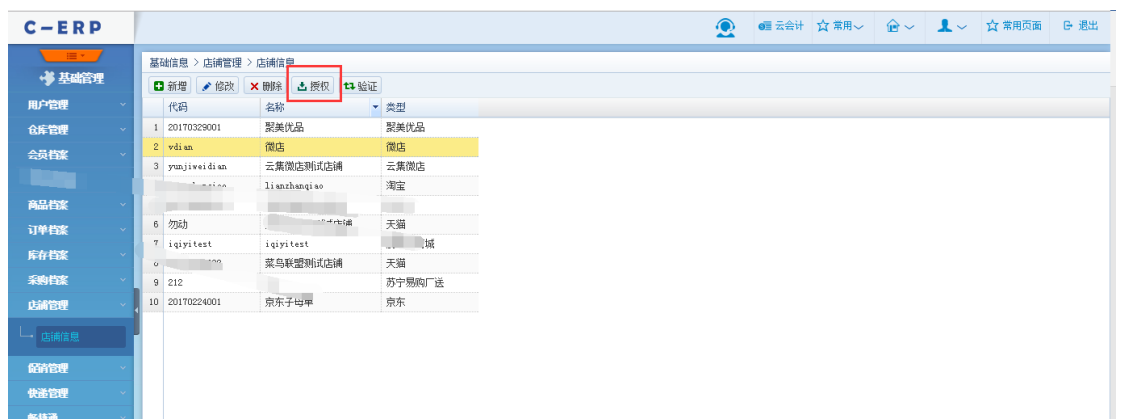 C-ERP
云会计 常用 常用页面 退出
基础管理
用户管理
仓库管理
会员档案
商品档案
订单档案
库存档案
采购档案
店铺管理
店铺信息
促销管理
快递管理
基础信息 > 店铺管理 > 店铺信息
新增 修改 删除 授权 验证
代码 名称 类型
1 20170329001 聚美优品 聚美优品
2 vdian 微店 微店
3 yunjiweidian 云集微店测试店铺 云集微店
lianzhangiao 淘宝
6 勿动 天猫
7 iqiyitest iqiyitest 城
菜鸟联盟测试店铺 天猫
9 212 苏宁易购厂送
10 20170224001 京东子母单 京东